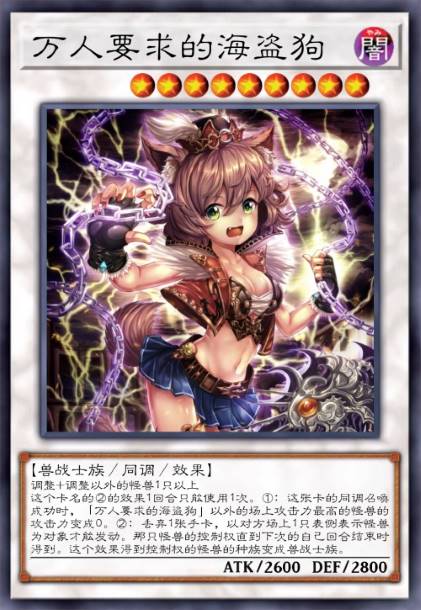 万人要求的海盗狗
やみ
闇
【兽战士族／同调／效果】
调整＋调整以外的怪兽1只以上
这个卡名的②的效果1回合只能使用1次。①：这张卡的同调召唤
成功时，「万人要求的海盗狗」以外的场上攻击力最高的怪兽的
攻击力变成0。②：丢弃1张手卡，以对方场上1只表侧表示怪兽
为对象才能发动。那只怪兽的控制权直到下次的自己回合结束时
得到。这个效果得到控制权的怪兽的种族变成兽战士族。
ATK/2600 DEF/2800